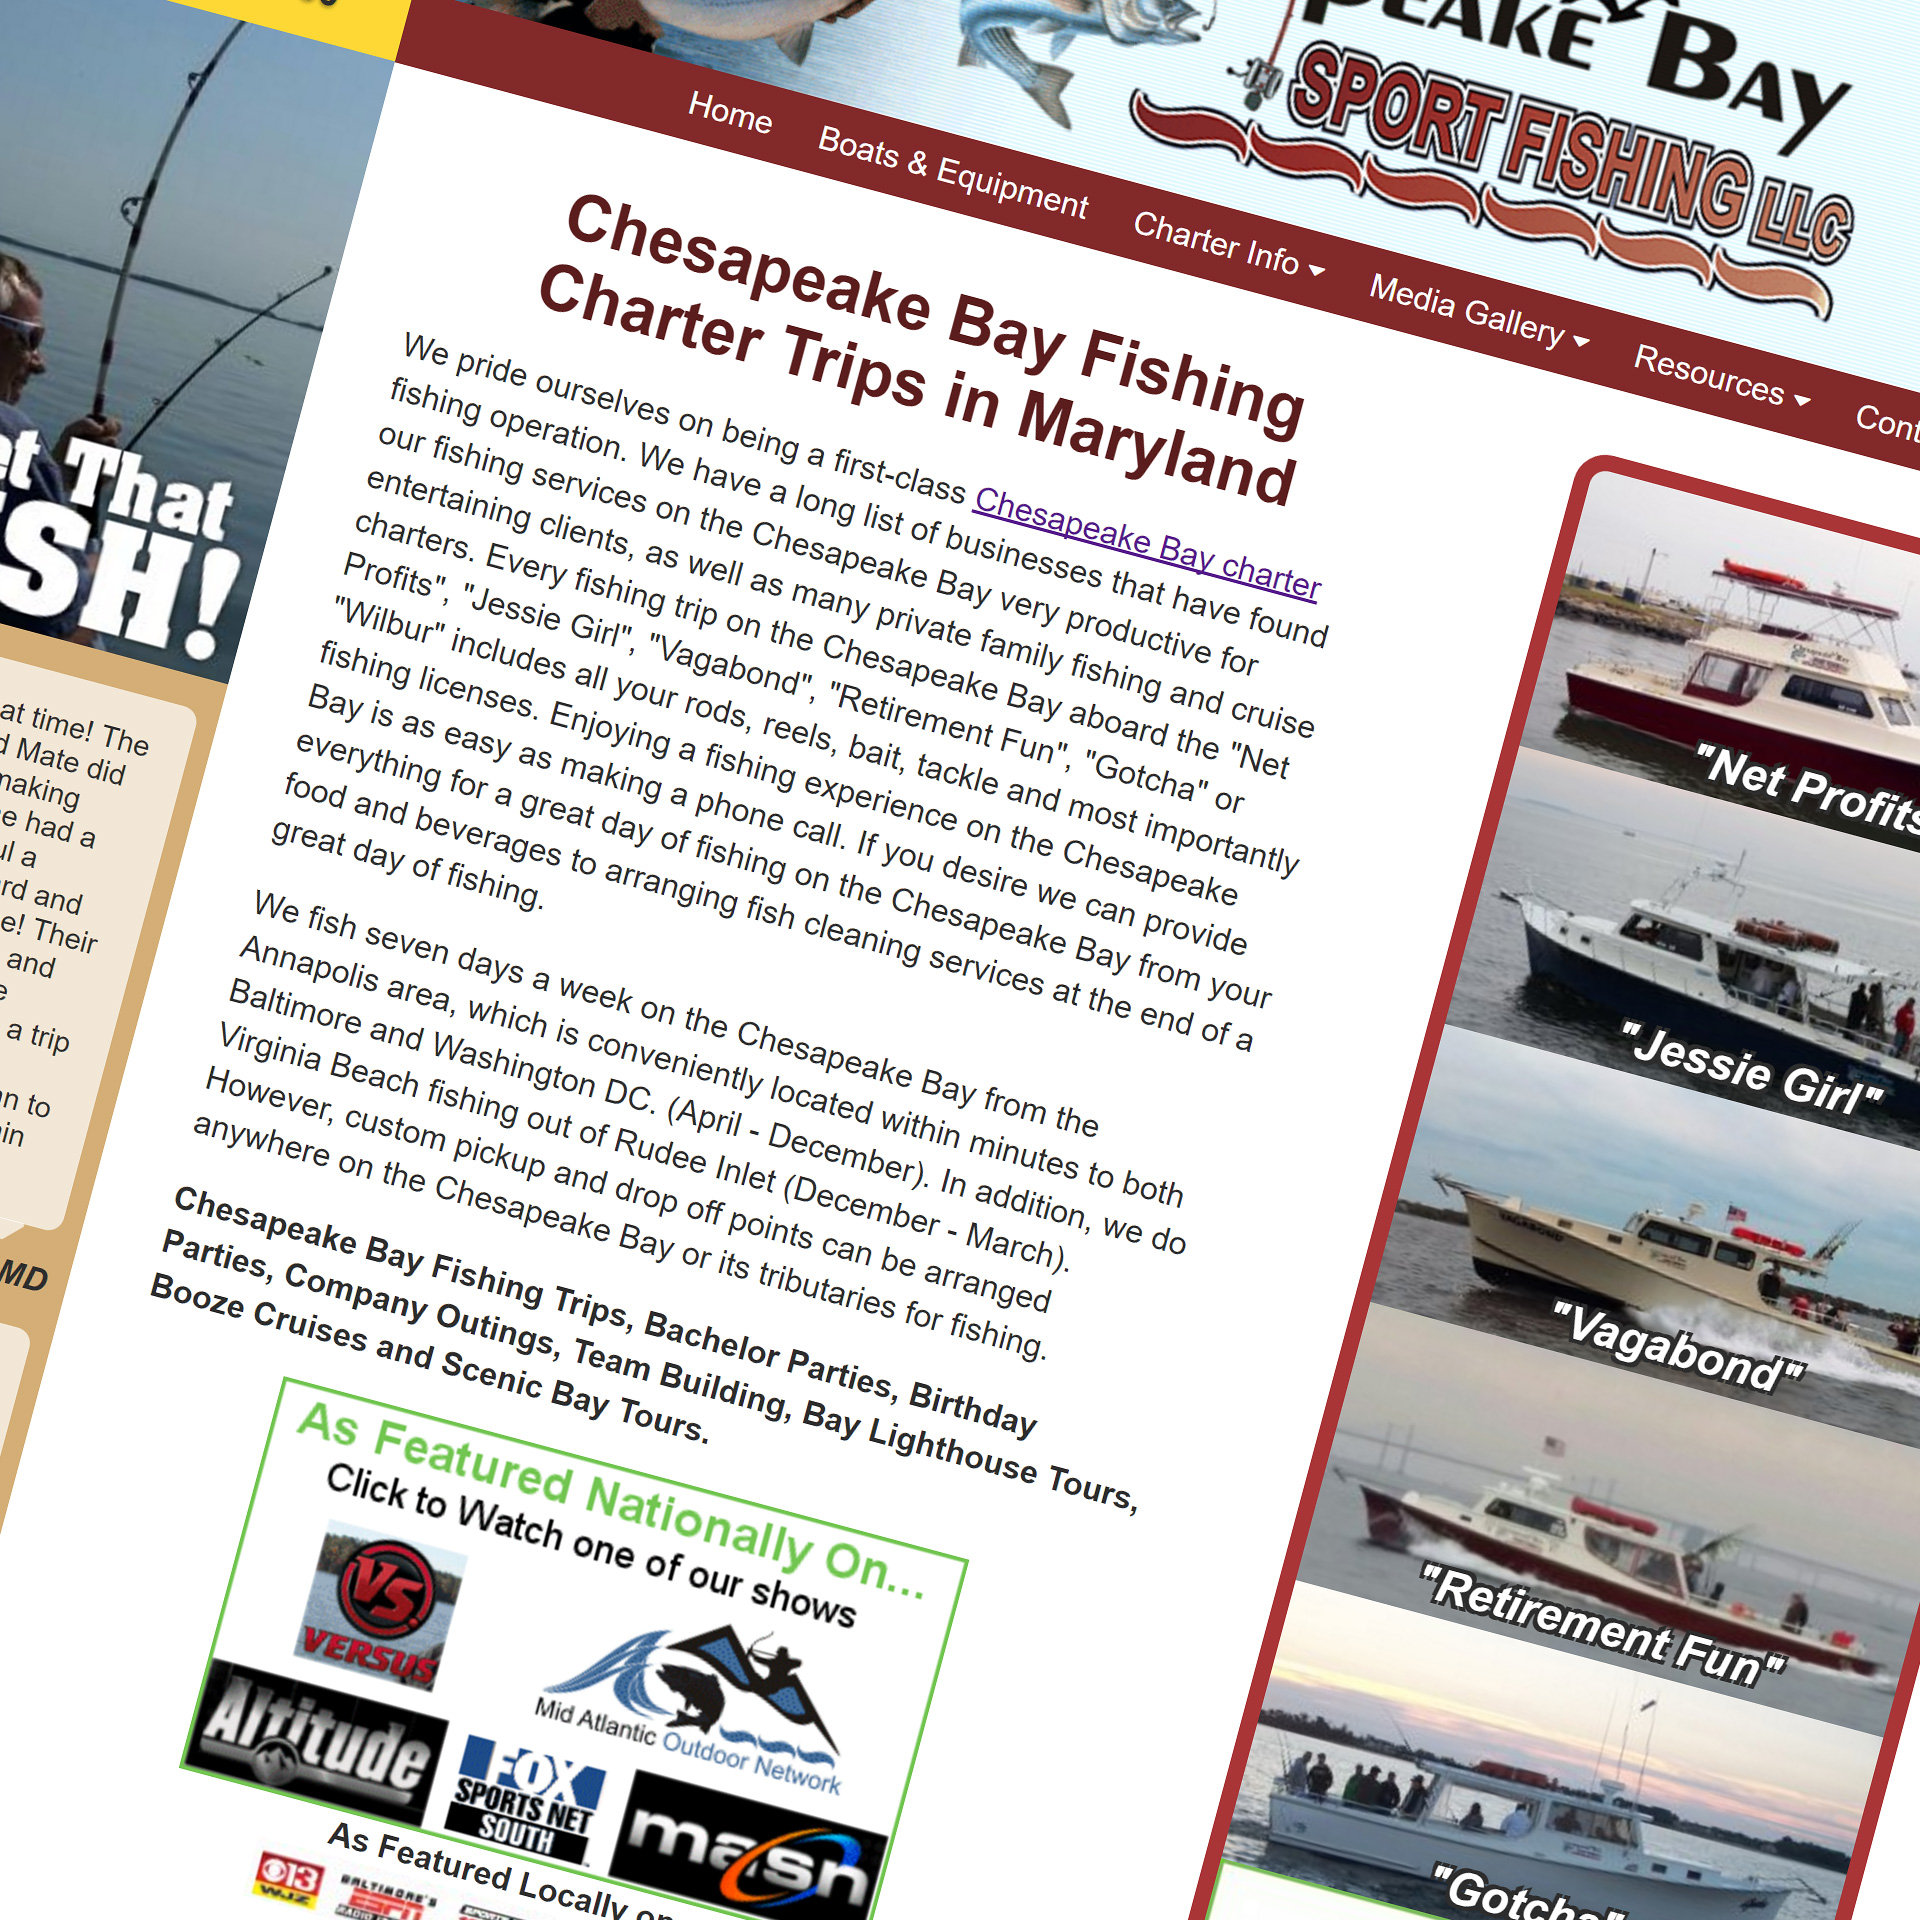 PEAKE BAY
SPORT FISHING LLC
Home
Boats & Equipment
Charter Info
Media Gallery
Resources
That
SH!
at time! The
d Mate did
making
e had a
rd and
e! Their
and
a trip
MD
Chesapeake Bay Fishing
Charter Trips in Maryland
We pride ourselves on being a first-class Chesapeake Bay charter
fishing operation. We have a long list of businesses that have found
our fishing services on the Chesapeake Bay very productive for
entertaining clients, as well as many private family fishing and cruise
charters. Every fishing trip on the Chesapeake Bay aboard the "Net
Profits", "Jessie Girl", "Vagabond", "Retirement Fun", "Gotcha" or
"Wilbur" includes all your rods, reels, bait, tackle and most importantly
fishing licenses. Enjoying a fishing experience on the Chesapeake
Bay is as easy as making a phone call. If you desire we can provide
everything for a great day of fishing on the Chesapeake Bay from your
food and beverages to arranging fish cleaning services at the end of a
great day of fishing.
We fish seven days a week on the Chesapeake Bay from the
Annapolis area, which is conveniently located within minutes to both
Baltimore and Washington DC. (April - December). In addition, we do
Virginia Beach fishing out of Rudee Inlet (December - March).
However, custom pickup and drop off points can be arranged
anywhere on the Chesapeake Bay or its tributaries for fishing.
Chesapeake Bay Fishing Trips, Bachelor Parties, Birthday
Parties, Company Outings, Team Building, Bay Lighthouse Tours,
Booze Cruises and Scenic Bay Tours.
As Featured Nationally On...
Click to Watch one of our shows
VS.
VERSUS
Mid Atlantic Outdoor Network
Altitude
FOX
SPORTS NET
SOUTH
masn
As Featured Locally on
13
WJZ
BALTIMORE'S
ESPN
RADIO
"Net Profits
"Jessie Girl"
VAGABOND
"Vagabond"
"Retirement Fun"
"Gotcha"